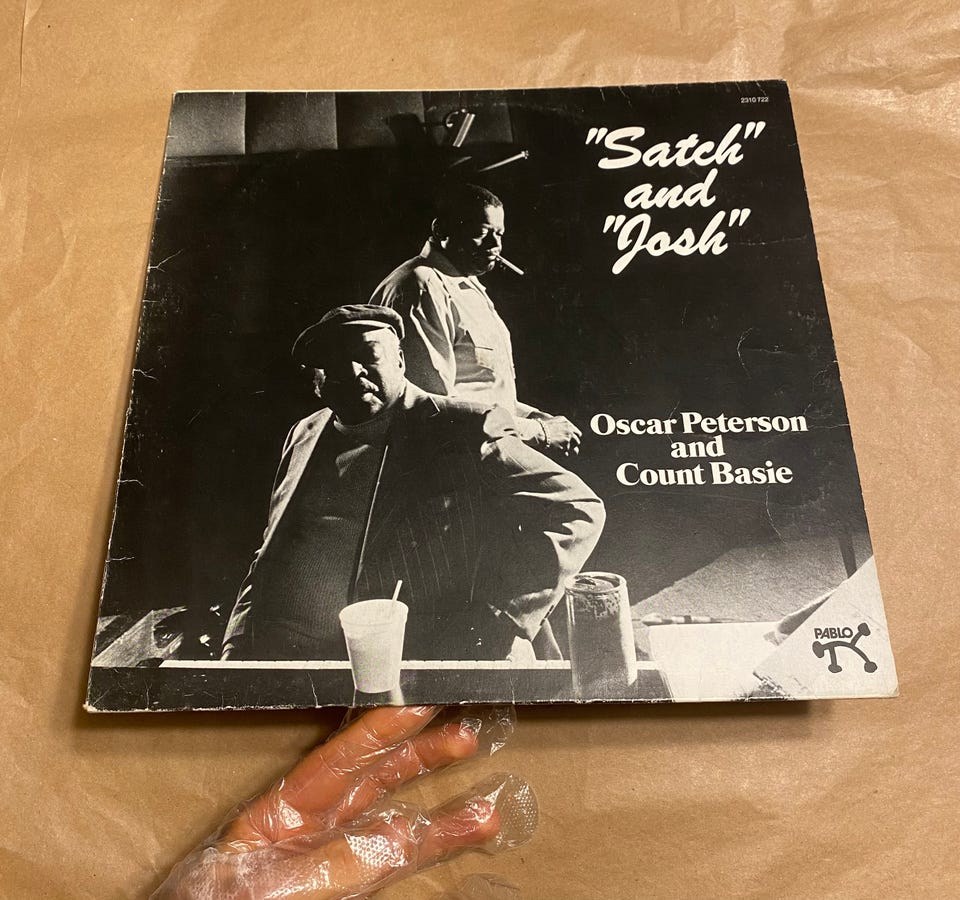 2310 722
"Satch"
and
"Josh"
Oscar Peterson
and
Count Basie
PABLO